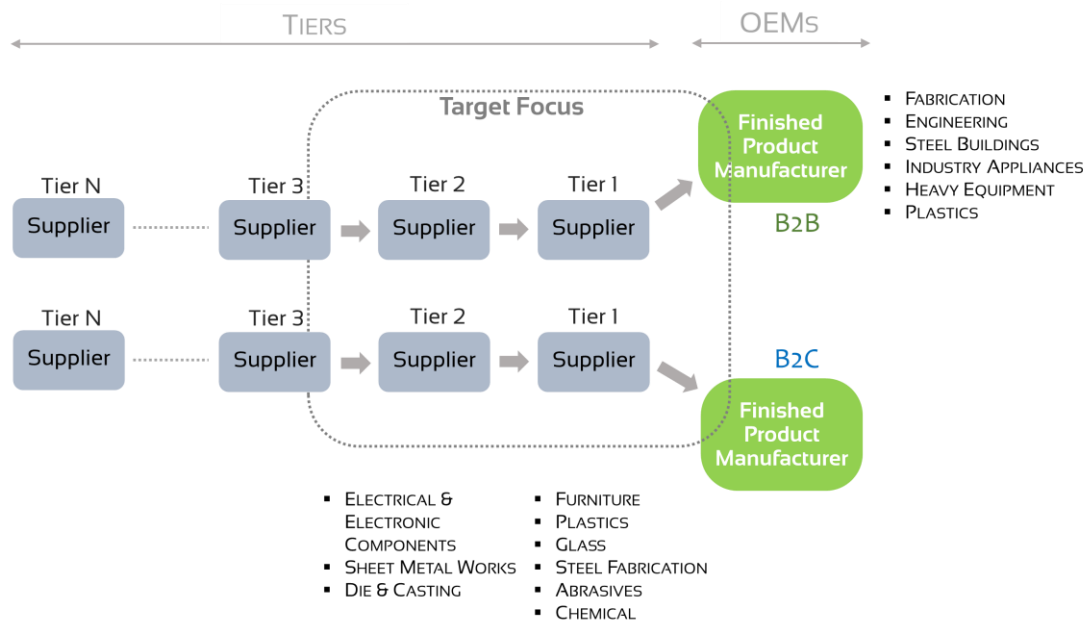 TIERS
OEMs
Target Focus
Finished
Product
Manufacturer
B2B
▪ FABRICATION
▪ ENGINEERING
▪ STEEL BUILDINGS
▪ INDUSTRY APPLIANCES
▪ HEAVY EQUIPMENT
▪ PLASTICS
Tier N
Supplier
Tier 3
Supplier
Tier 2
Supplier
Tier 1
Supplier
Tier N
Supplier
Tier 3
Supplier
Tier 2
Supplier
Tier 1
Supplier
B2C
Finished
Product
Manufacturer
▪ ELECTRICAL &
ELECTRONIC
COMPONENTS
▪ SHEET METAL WORKS
▪ DIE & CASTING
▪ FURNITURE
▪ PLASTICS
▪ GLASS
▪ STEEL FABRICATION
▪ ABRASIVES
▪ CHEMICAL